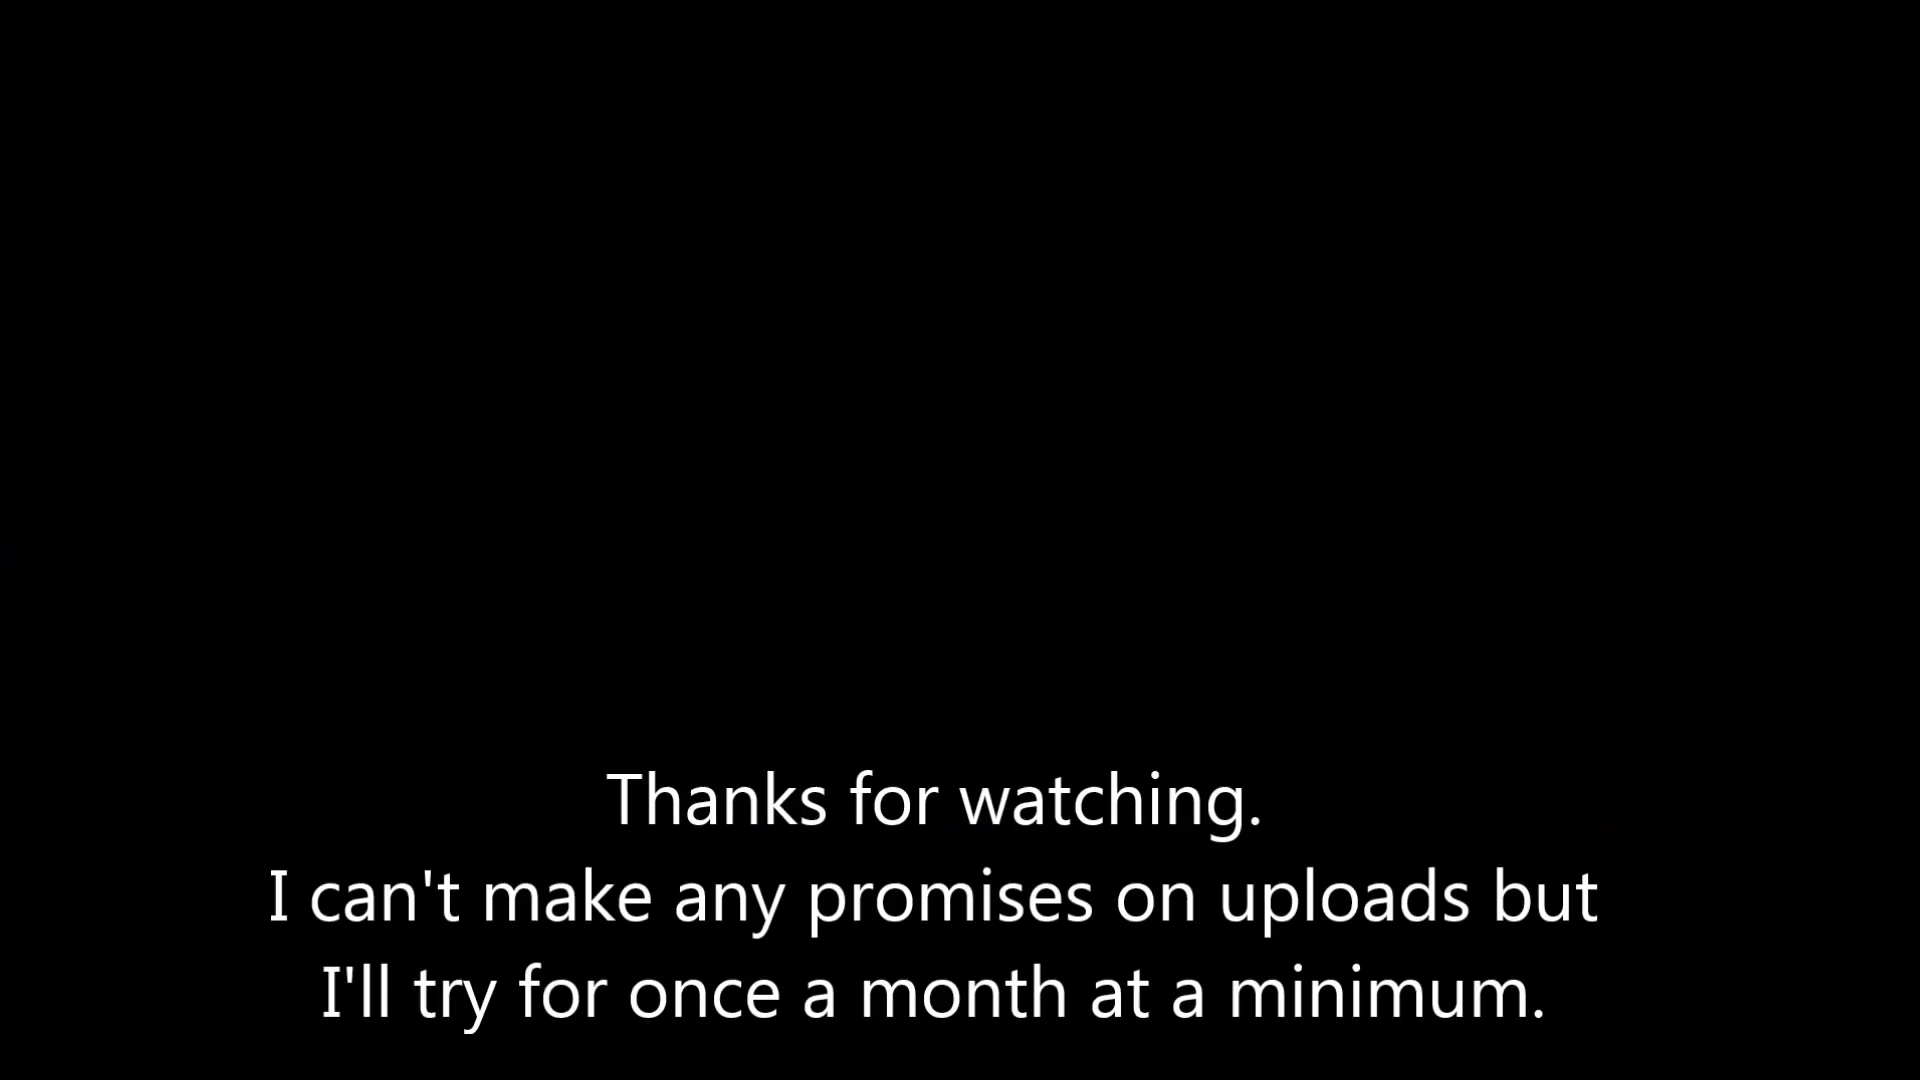 Thanks for watching.
I can't make any promises on uploads but
I'll try for once a month at a minimum.